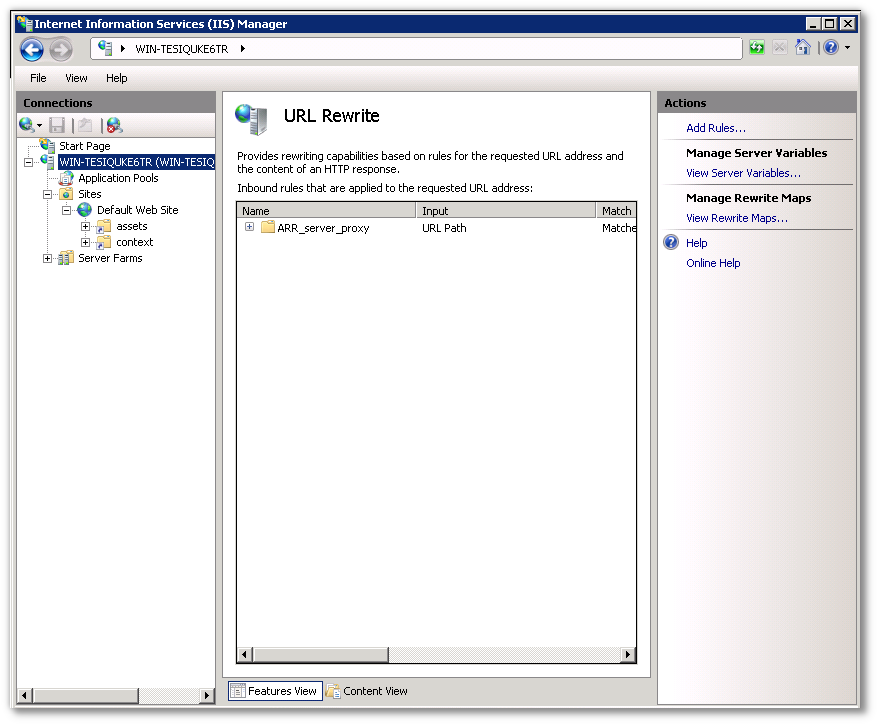 Internet Information Services (IIS) Manager
WIN-TESIQUKE6TR
File View Help
Connections
Start Page
WIN-TESIQUKE6TR (WIN-TESIQ
Application Pools
Sites
Default Web Site
assets
context
Server Farms
URL Rewrite
Provides rewriting capabilities based on rules for the requested URL address and
the content of an HTTP response.
Inbound rules that are applied to the requested URL address:
Name Input Match
ARR_server_proxy URL Path Matche
Features View Content View
Actions
Add Rules...
Manage Server Variables
View Server Variables...
Manage Rewrite Maps
View Rewrite Maps...
Help
Online Help